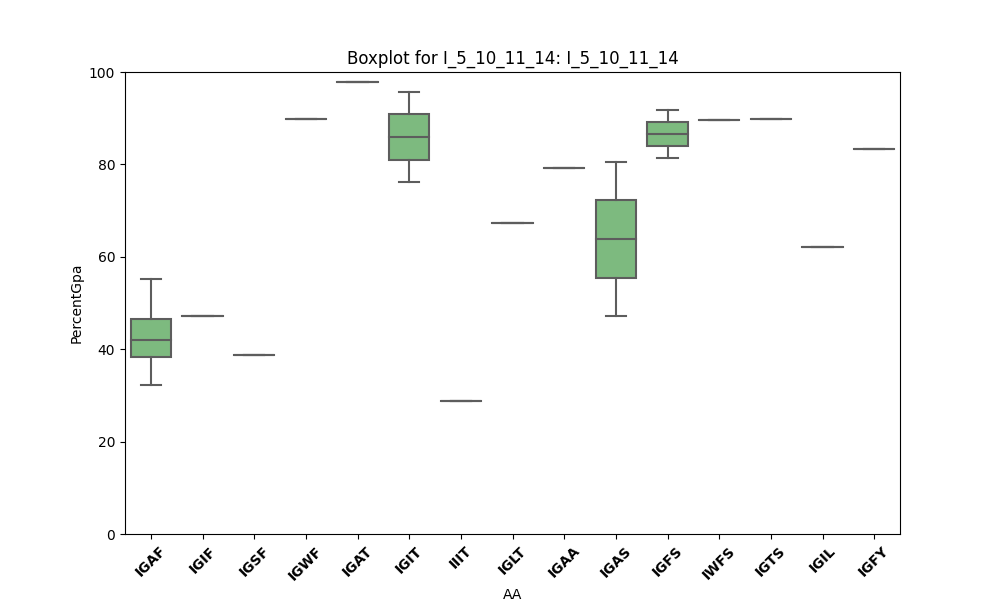 Boxplot for I_5_10_11_14: I_5_10_11_14
PercentGpa
100
80
60
40
20
0
IGAF IGIF IGSF IGWF IGAT IGIT IIIT IGLT IGAA IGAS IGFS IWFS IGTS IGIL IGFY
AA